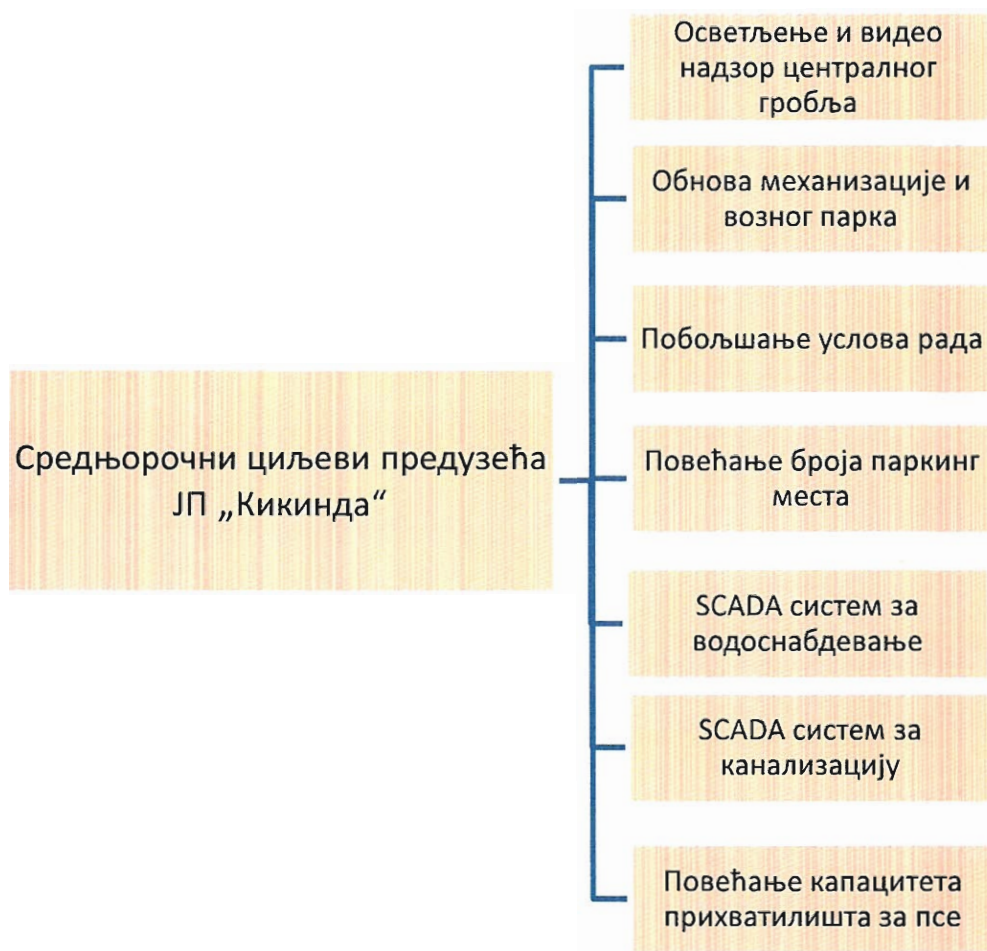 Средњорочни циљеви предузећа
ЈП „Кикинда“
Осветљење и видео
надзор централног
гробља
Обнова механизације и
возног парка
Побољшање услова рада
Повећање броја паркинг
места
SCADA систем за
водоснабдевање
SCADA систем за
канализацију
Повећање капацитета
прихватилишта за псе